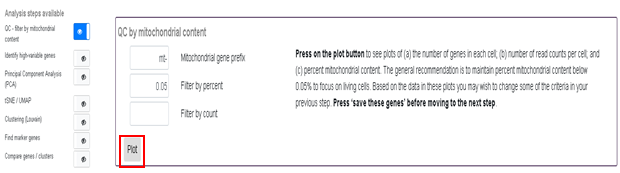 Analysis steps available
QC - filter by mitochondrial
content
Identify high-variable genes
Principal Component Analysis
(PCA)
tSNE / UMAP
Clustering (Louvain)
Find marker genes
Compare genes / clusters
QC by mitochondrial content
mt- Mitochondrial gene prefix
0.05 Filter by percent
Filter by count
Plot
Press on the plot button to see plots of (a) the number of genes in each cell; (b) number of read counts per cell; and
(c) percent mitochondrial content. The general recommendation is to maintain percent mitochondrial content below
0.05% to focus on living cells. Based on the data in these plots you may wish to change some of the criteria in your
previous step. Press 'save these genes' before moving to the next step.